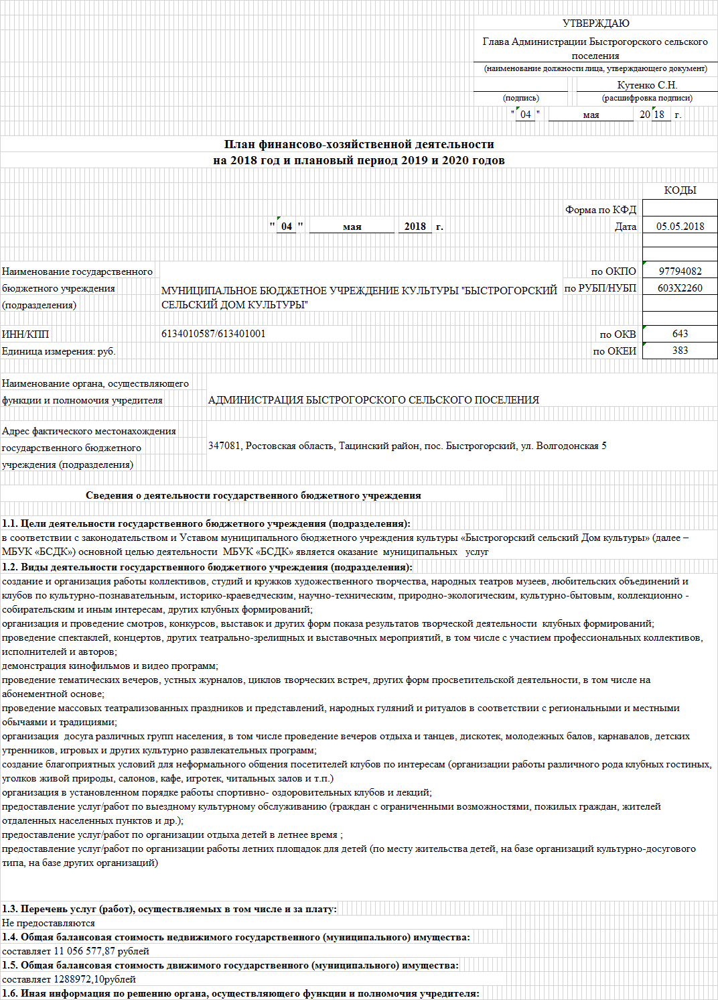 УТВЕРЖДАЮ
Глава Администрации Быстрогорского сельского
поселения
(наименование должности лица, утверждающего документ)
Кутенко С.Н.
(подпись) (расшифровка подписи)
" 04 " мая 20 18 г.
План финансово-хозяйственной деятельности
на 2018 год и плановый период 2019 и 2020 годов
КОДЫ
Форма по КФД
" 04 " мая 2018 г. Дата 05.05.2018
Наименование государственного по ОКПО 97794082
бюджетного учреждения МУНИЦИПАЛЬНОЕ БЮДЖЕТНОЕ УЧРЕЖДЕНИЕ КУЛЬТУРЫ "БЫСТРОГОРСКИЙ по РУБП/НУБП 603X2260
(подразделения) СЕЛЬСКИЙ ДОМ КУЛЬТУРЫ"
ИНН/КПП 6134010587/613401001 по ОКВ 643
Единица измерения: руб. по ОКЕИ 383
Наименование органа, осуществляющего
функции и полномочия учредителя АДМИНИСТРАЦИЯ БЫСТРОГОРСКОГО СЕЛЬСКОГО ПОСЕЛЕНИЯ
Адрес фактического местонахождения
государственного бюджетного 347081, Ростовская область, Тацинский район, пос. Быстрогорский, ул. Волгодонская 5
учреждения (подразделения)
Сведения о деятельности государственного бюджетного учреждения
1.1. Цели деятельности государственного бюджетного учреждения (подразделения):
в соответствии с законодательством и Уставом муниципального бюджетного учреждения культуры «Быстрогорский сельский Дом культуры» (далее –
МБУК «БСДК») основной целью деятельности  МБУК «БСДК» является оказание  муниципальных   услуг
1.2. Виды деятельности государственного бюджетного учреждения (подразделения):
создание и организация работы коллективов, студий и кружков художественного творчества, народных театров музеев, любительских объединений и
клубов по культурно-познавательным, историко-краеведческим, научно-техническим, природно-экологическим, культурно-бытовым, коллекционно -
собирательским и иным интересам, других клубных формирований;
организация и проведение смотров, конкурсов, выставок и других форм показа результатов творческой деятельности  клубных формирований;
проведение спектаклей, концертов, других театрально-зрелищных и выставочных мероприятий, в том числе с участием профессиональных коллективов,
исполнителей и авторов;
демонстрация кинофильмов и видео программ;
проведение тематических вечеров, устных журналов, циклов творческих встреч, других форм просветительской деятельности, в том числе на
абонементной основе;
проведение массовых театрализованных праздников и представлений, народных гуляний и ритуалов в соответствии с региональными и местными
обычаями и традициями;
организация  досуга различных групп населения, в том числе проведение вечеров отдыха и танцев, дискотек, молодежных балов, карнавалов, детских
утренников, игровых и других культурно развлекательных программ;
создание благоприятных условий для неформального общения посетителей клубов по интересам (организации работы различного рода клубных гостиных,
уголков живой природы, салонов, кафе, игротек, читальных залов и т.п.)
организация в установленном порядке работы спортивно- оздоровительных клубов и лекций;
предоставление услуг/работ по выездному культурному обслуживанию (граждан с ограниченными возможностями, пожилых граждан, жителей
отдаленных населенных пунктов и др.);
предоставление услуг/работ по организации отдыха детей в летнее время ;
предоставление услуг/работ по организации работы летних площадок для детей (по месту жительства детей, на базе организаций культурно-досугового
типа, на базе других организаций)
1.3. Перечень услуг (работ), осуществляемых в том числе и за плату:
Не предоставляются
1.4. Общая балансовая стоимость недвижимого государственного (муниципального) имущества:
составляет 11 056 577,87 рублей
1.5. Общая балансовая стоимость движимого государственного (муниципального) имущества:
составляет 1288972,10рублей
1.6. Иная информация по решению органа, осуществляющего функции и полномочия учредителя: